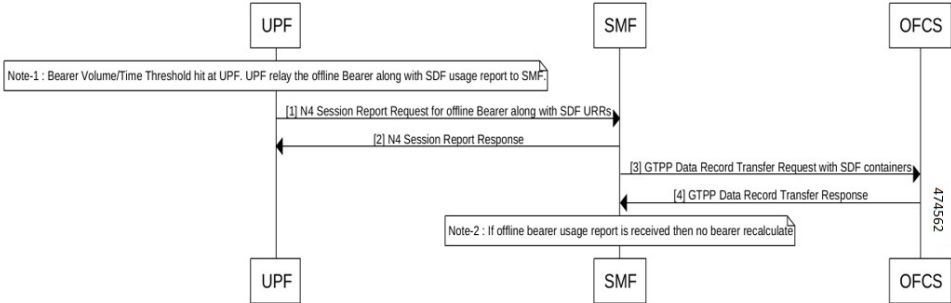 UPF
SMF
OFCS
Note-1 : Bearer Volume/Time Threshold hit at UPF. UPF relay the offline Bearer along with SDF usage report to SMF.
[1] N4 Session Report Request for offline Bearer along with SDF URRs
[2] N4 Session Report Response
[3] GTPP Data Record Transfer Request with SDF containers
[4] GTPP Data Record Transfer Response
474562
Note-2 : If offline bearer usage report is received then no bearer recalculate
UPF
SMF
OFCS